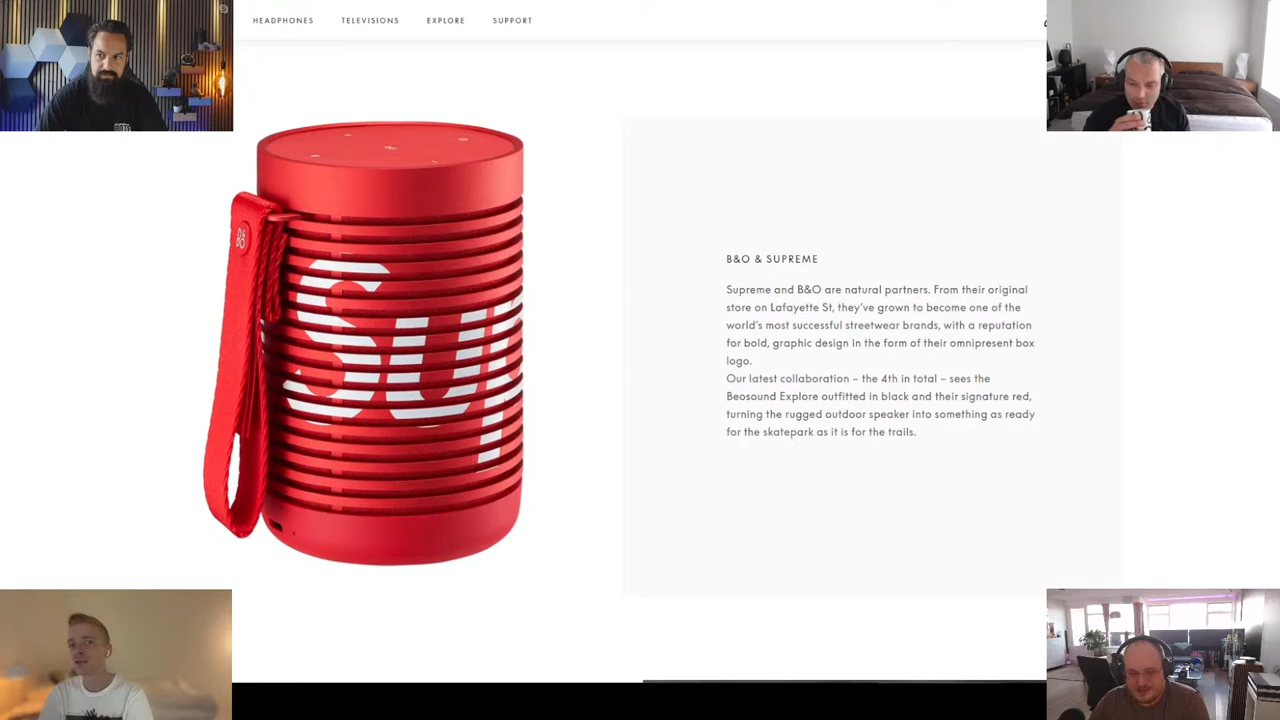 HEADPHONES TELEVISIONS EXPLORE SUPPORT
B&O
Sup
B&O & SUPREME
Supreme and B&O are natural partners. From their original
store on Lafayette St, they've grown to become one of the
world's most successful streetwear brands, with a reputation
for bold, graphic design in the form of their omnipresent box
logo.
Our latest collaboration – the 4th in total – sees the
Beosound Explore outfitted in black and their signature red,
turning the rugged outdoor speaker into something as ready
for the skatepark as it is for the trails.